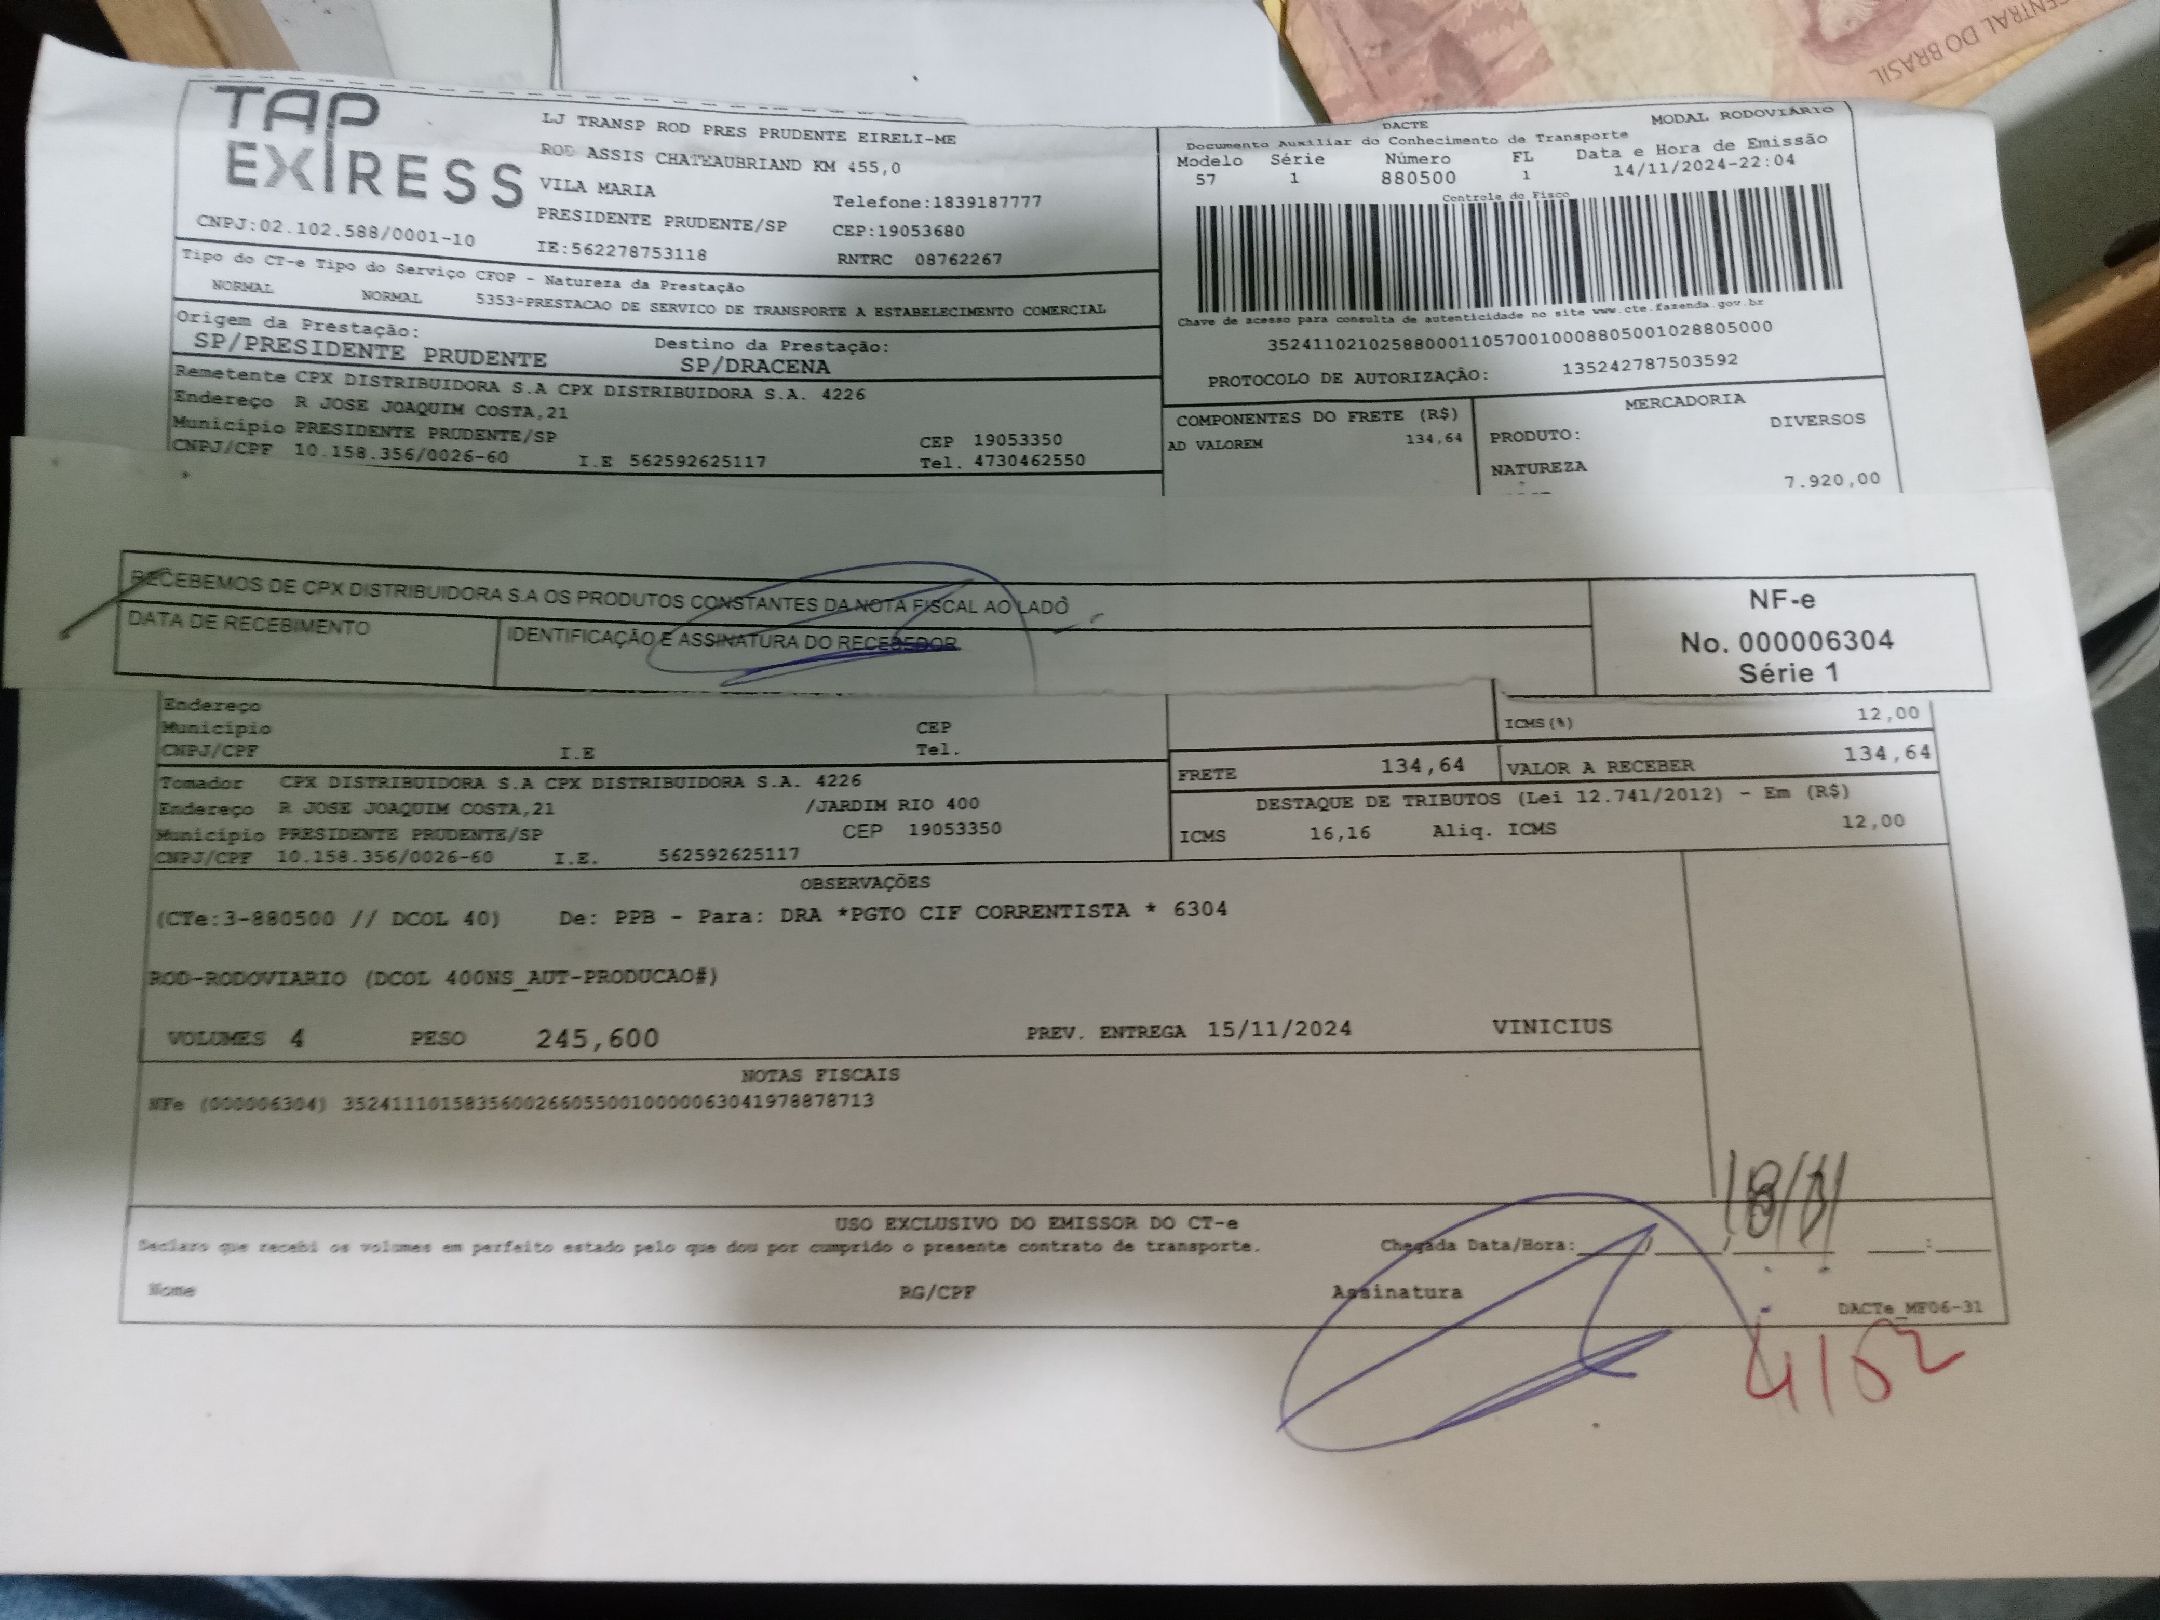 CENTRAL DO BRASIL
TAP EXPRESS
LJ TRANSP ROD PRES PRUDENTE EIRELI-ME
ROD ASSIS CHATEAUBRIAND KM 455,0
VILA MARIA
Telefone:1839187777
PRESIDENTE PRUDENTE/SP
CEP:19053680
CNPJ:02.102.588/0001-10
IE:562278753118
RNTRC 08762267
DACTE
MODAL RODOVIÁRIO
Documento Auxiliar do Conhecimento de Transporte
Modelo Série Número FL Data e Hora de Emissão
57 1 880500 1 14/11/2024-22:04
Controle do Fisco
Chave de acesso para consulta de autenticidade no site www.cte.fazenda.gov.br
35241102102588000110570010008805001028805000
PROTOCOLO DE AUTORIZAÇÃO: 135242787503592
Tipo do CT-e Tipo do Serviço CFOP - Natureza da Prestação
NORMAL NORMAL 5353-PRESTACAO DE SERVICO DE TRANSPORTE A ESTABELECIMENTO COMERCIAL
Origem da Prestação: Destino da Prestação:
SP/PRESIDENTE PRUDENTE SP/DRACENA
Remetente CPX DISTRIBUIDORA S.A CPX DISTRIBUIDORA S.A. 4226
Endereço R JOSE JOAQUIM COSTA,21
Município PRESIDENTE PRUDENTE/SP CEP 19053350
CNPJ/CPF 10.158.356/0026-60 I.E 562592625117 Tel. 4730462550
COMPONENTES DO FRETE (R$)
AD VALOREM 134,64
MERCADORIA
PRODUTO: DIVERSOS
NATUREZA
7.920,00
RECEBEMOS DE CPX DISTRIBUIDORA S.A OS PRODUTOS CONSTANTES DA NOTA FISCAL AO LADO
DATA DE RECEBIMENTO IDENTIFICAÇÃO E ASSINATURA DO RECEBEDOR
NF-e
No. 000006304
Série 1
Endereço
Município CEP
CNPJ/CPF I.E Tel.
ICMS(%) 12,00
FRETE 134,64 VALOR A RECEBER 134,64
Tomador CPX DISTRIBUIDORA S.A CPX DISTRIBUIDORA S.A. 4226
Endereço R JOSE JOAQUIM COSTA,21 /JARDIM RIO 400
Município PRESIDENTE PRUDENTE/SP CEP 19053350
CNPJ/CPF 10.158.356/0026-60 I.E. 562592625117
DESTAQUE DE TRIBUTOS (Lei 12.741/2012) - Em (R$)
ICMS 16,16 Aliq. ICMS 12,00
OBSERVAÇÕES
(CTe:3-880500 // DCOL 40) De: PPB - Para: DRA *PGTO CIF CORRENTISTA * 6304
ROD-RODOVIARIO (DCOL 400NS_AUT-PRODUCAO#)
VOLUMES 4 PESO 245,600 PREV. ENTREGA 15/11/2024 VINICIUS
NOTAS FISCAIS
NFe (000006304) 35241110158356002660550010000063041978878713
18/11
USO EXCLUSIVO DO EMISSOR DO CT-e
Declaro que recebi os volumes em perfeito estado pelo que dou por cumprido o presente contrato de transporte. Chegada Data/Hora:____/____/____ ____:____
Nome RG/CPF Assinatura
DACTe_MF06-31